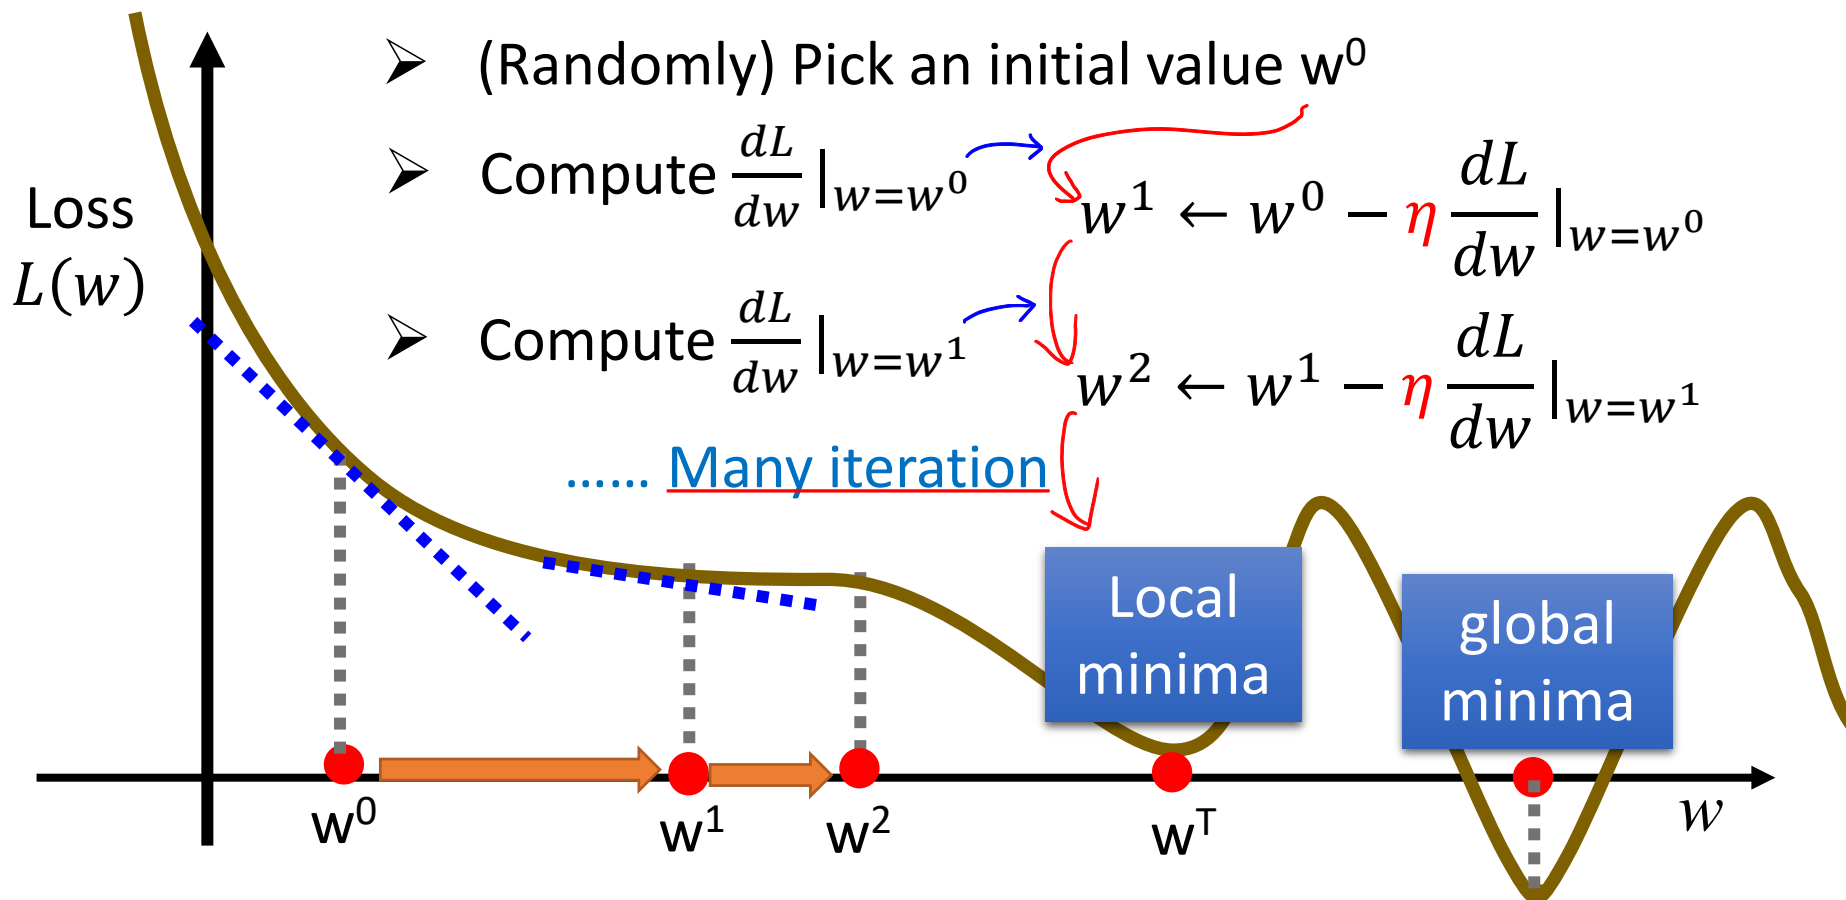 ➢ (Randomly) Pick an initial value w⁰
➢ Compute dL/dw |w=w⁰
w¹ ← w⁰ − η dL/dw |w=w⁰
Loss
L(w)
➢ Compute dL/dw |w=w¹
w² ← w¹ − η dL/dw |w=w¹
…… Many iteration
Local
minima
global
minima
w⁰
w¹
w²
wᵀ
w